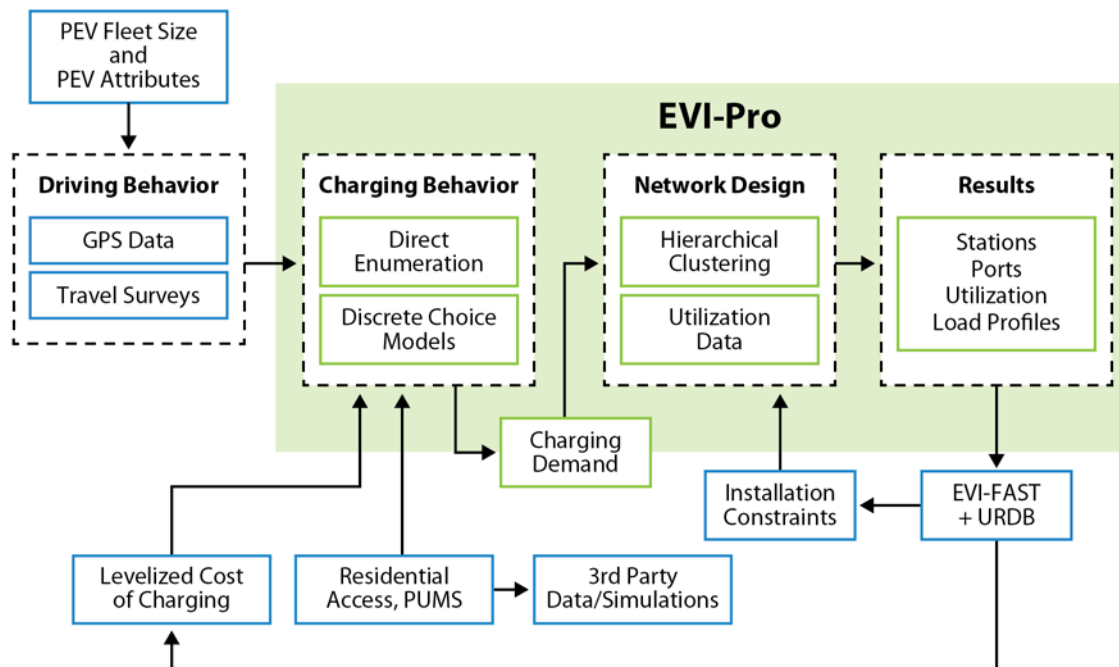 PEV Fleet Size
and
PEV Attributes
EVI-Pro
Driving Behavior
GPS Data
Travel Surveys
Charging Behavior
Direct
Enumeration
Discrete Choice
Models
Network Design
Hierarchical
Clustering
Utilization
Data
Results
Stations
Ports
Utilization
Load Profiles
Charging
Demand
Installation
Constraints
EVI-FAST
+ URDB
Levelized Cost
of Charging
Residential
Access, PUMS
3rd Party
Data/Simulations